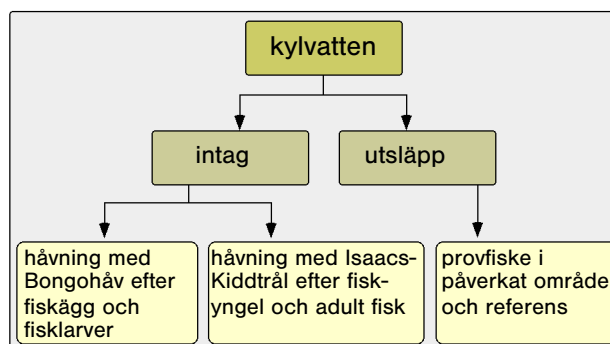 kylvatten
intag
utsläpp
håvning med
Bongohåv efter
fiskägg och
fisklarver
håvning med Isaacs-
Kiddtrål efter fisk-
yngel och adult fisk
provfiske i
påverkat område
och referens